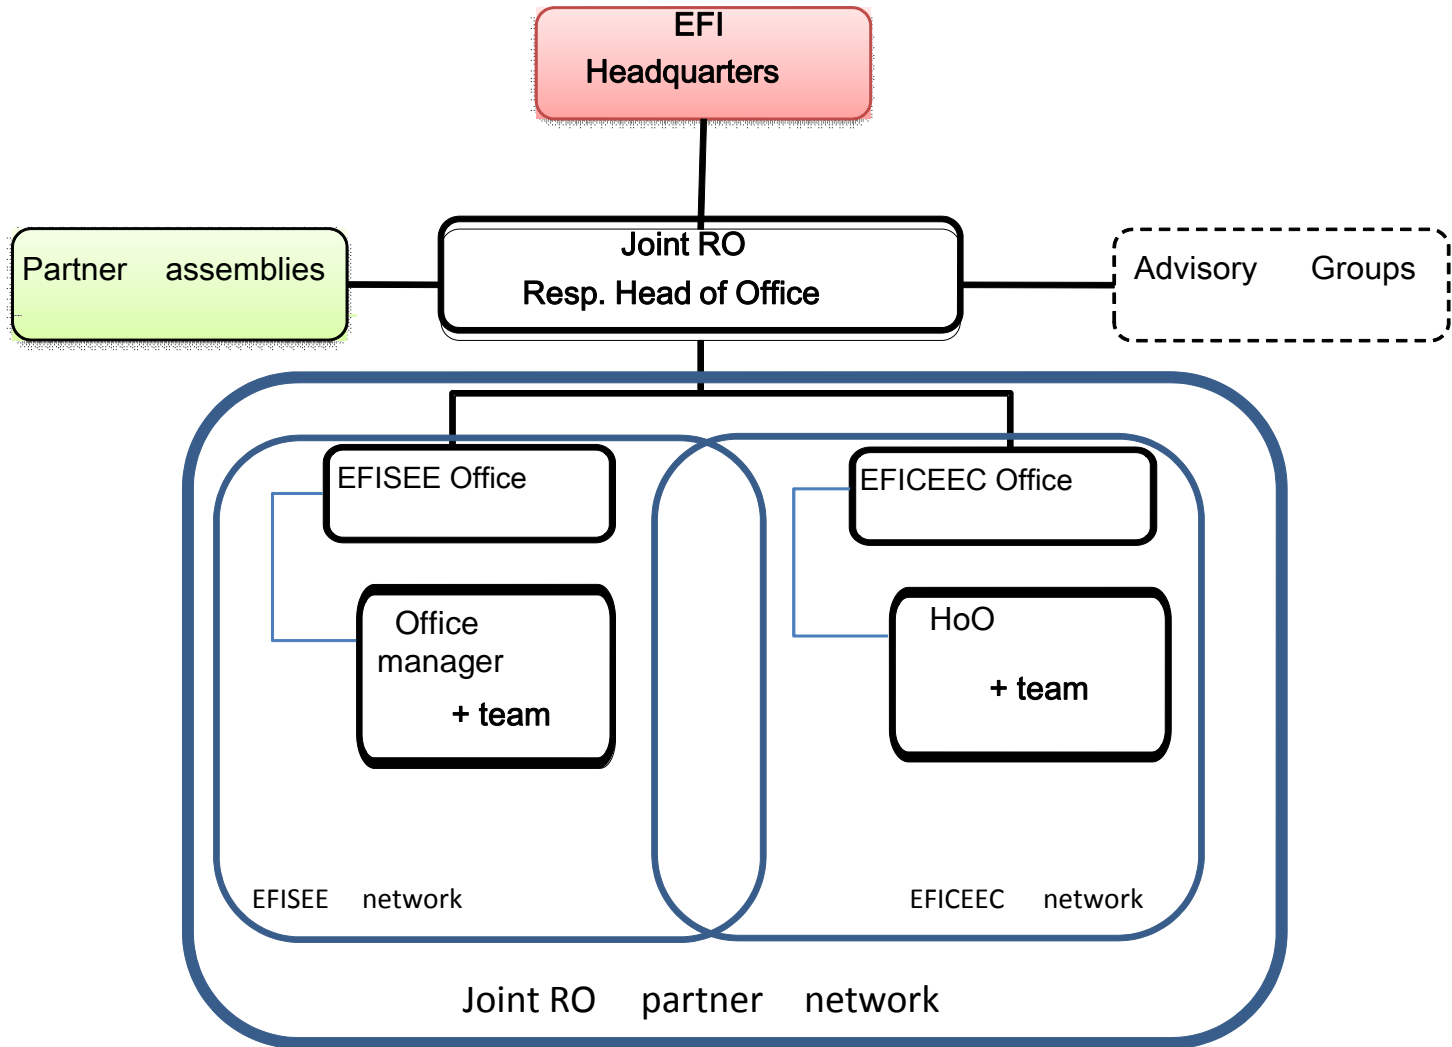 EFI
Headquarters
Joint RO
Resp. Head of Office
Partner assemblies
Advisory Groups
EFISEE Office
EFICEEC Office
Office
manager
+ team
HoO
+ team
EFISEE network
EFICEEC network
Joint RO partner network